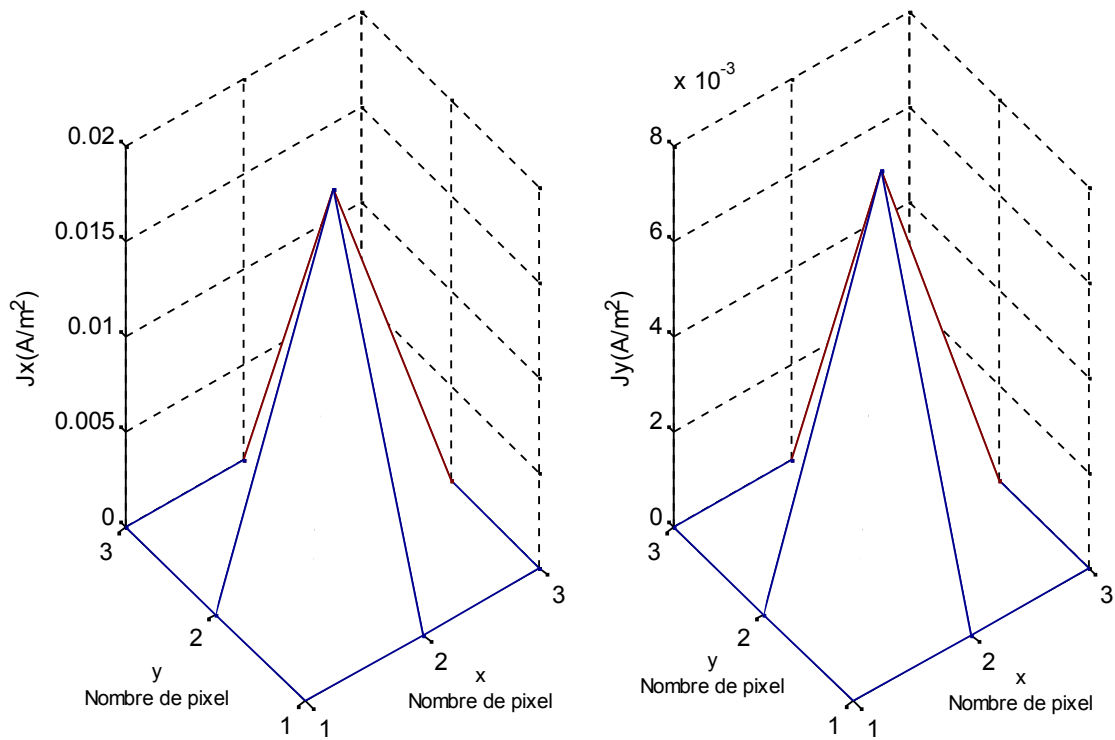 x 10^-3
0.02
0.015
0.01
0.005
0
Jx(A/m²)
3
2
1
y
Nombre de pixel
1
2
3
x
Nombre de pixel
8
6
4
2
0
Jy(A/m²)
3
2
1
y
Nombre de pixel
1
2
3
x
Nombre de pixel